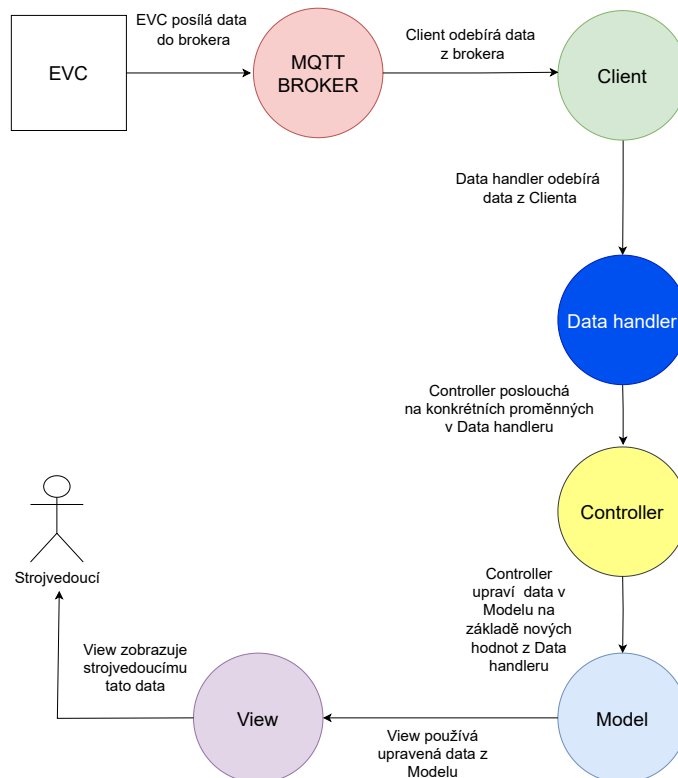 EVC
EVC posílá data
do brokera
MQTT
BROKER
Client odebírá data
z brokera
Client
Data handler odebírá
data z Clienta
Data handler
Controller poslouchá
na konkrétních proměnných
v Data handleru
Controller
Controller
upraví data v
Modelu na
základě nových
hodnot z Data
handleru
Model
View používá
upravená data z
Modelu
View
View zobrazuje
strojvedoucímu
tato data
Strojvedoucí